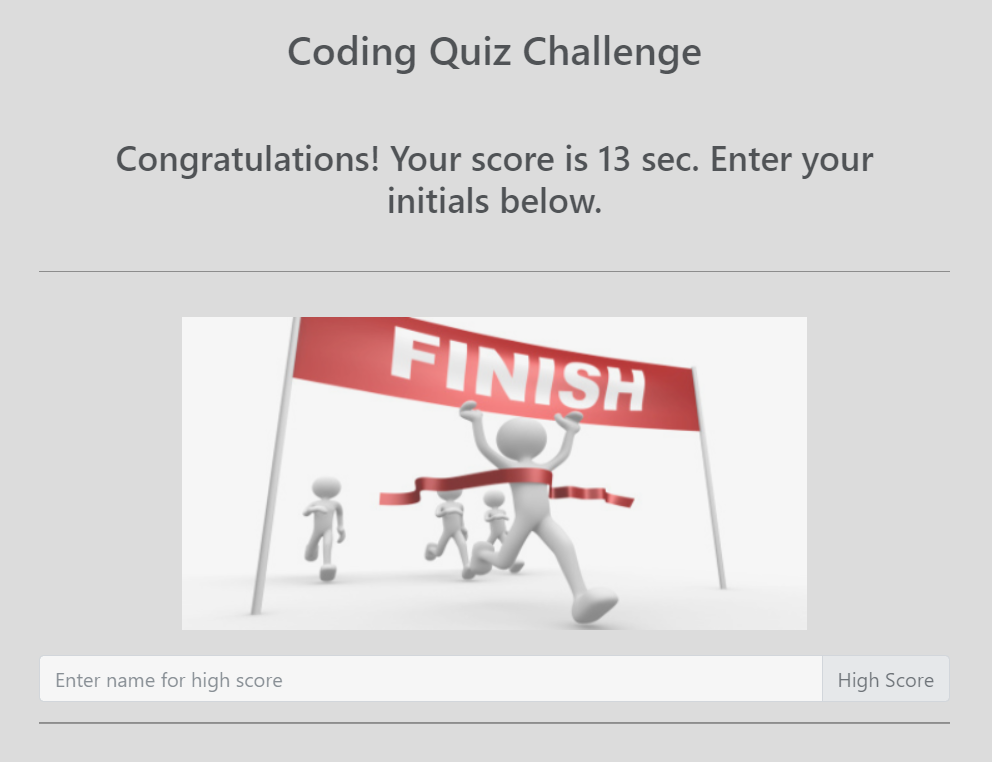 Coding Quiz Challenge
Congratulations! Your score is 13 sec. Enter your
initials below.
FINISH
Enter name for high score
High Score